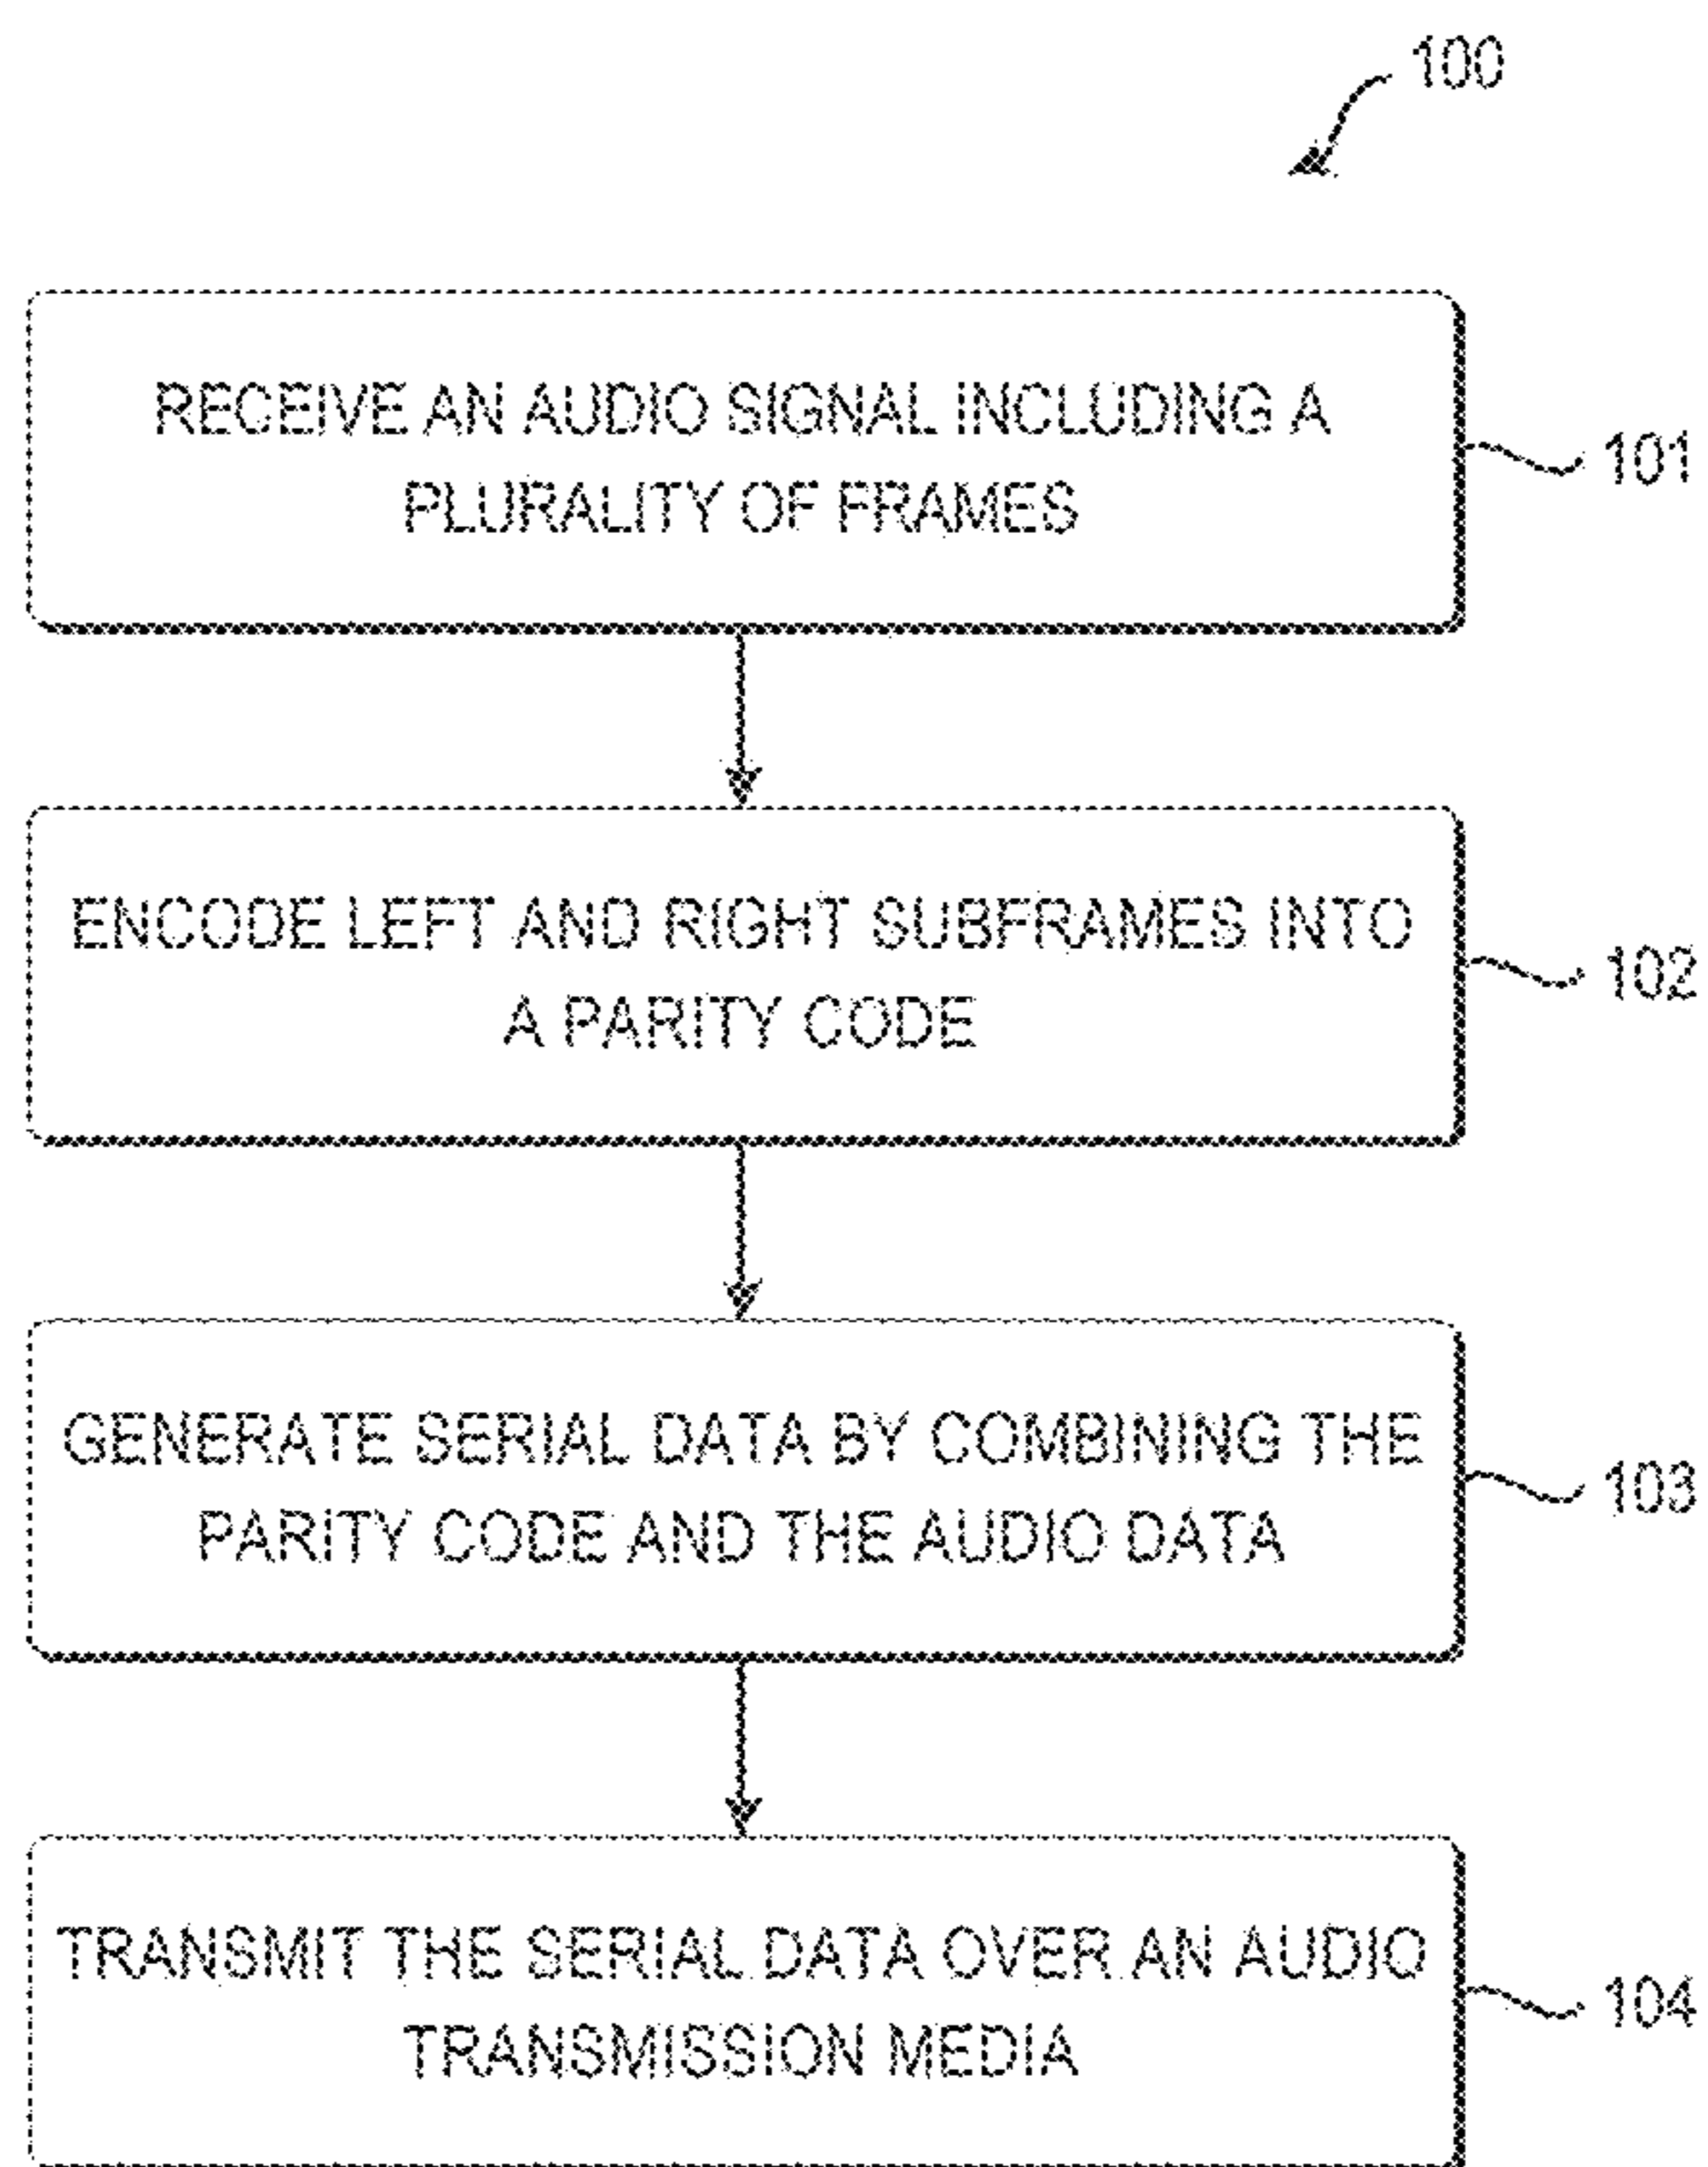 100
RECEIVE AN AUDIO SIGNAL INCLUDING A
PLURALITY OF FRAMES
101
ENCODE LEFT AND RIGHT SUBFRAMES INTO
A PARITY CODE
102
GENERATE SERIAL DATA BY COMBINING THE
PARITY CODE AND THE AUDIO DATA
103
TRANSMIT THE SERIAL DATA OVER AN AUDIO
TRANSMISSION MEDIA
104